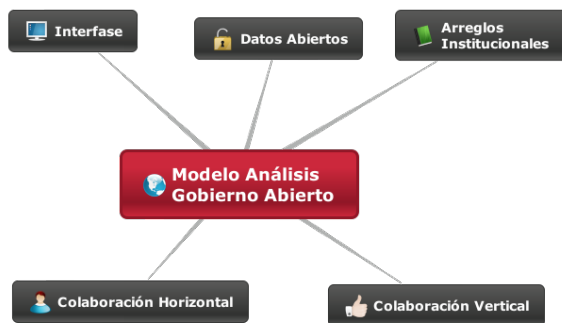 Interfase
Datos Abiertos
Arreglos
Institucionales
Modelo Análisis
Gobierno Abierto
Colaboración Horizontal
Colaboración Vertical